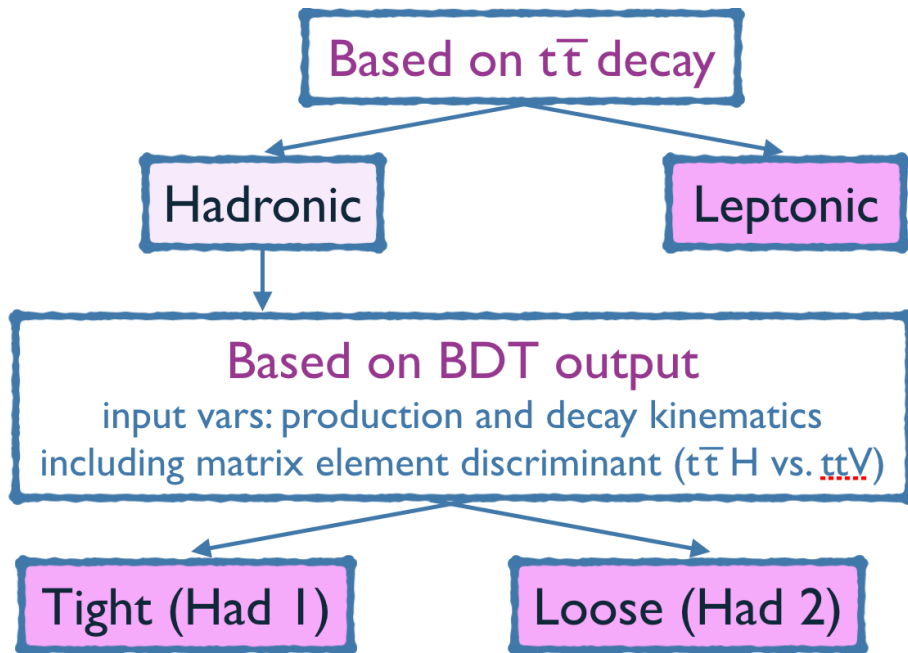 Based on tt̅ decay
Hadronic
Leptonic
Based on BDT output
input vars: production and decay kinematics
including matrix element discriminant (tt̅ H vs. ttV)
Tight (Had 1)
Loose (Had 2)